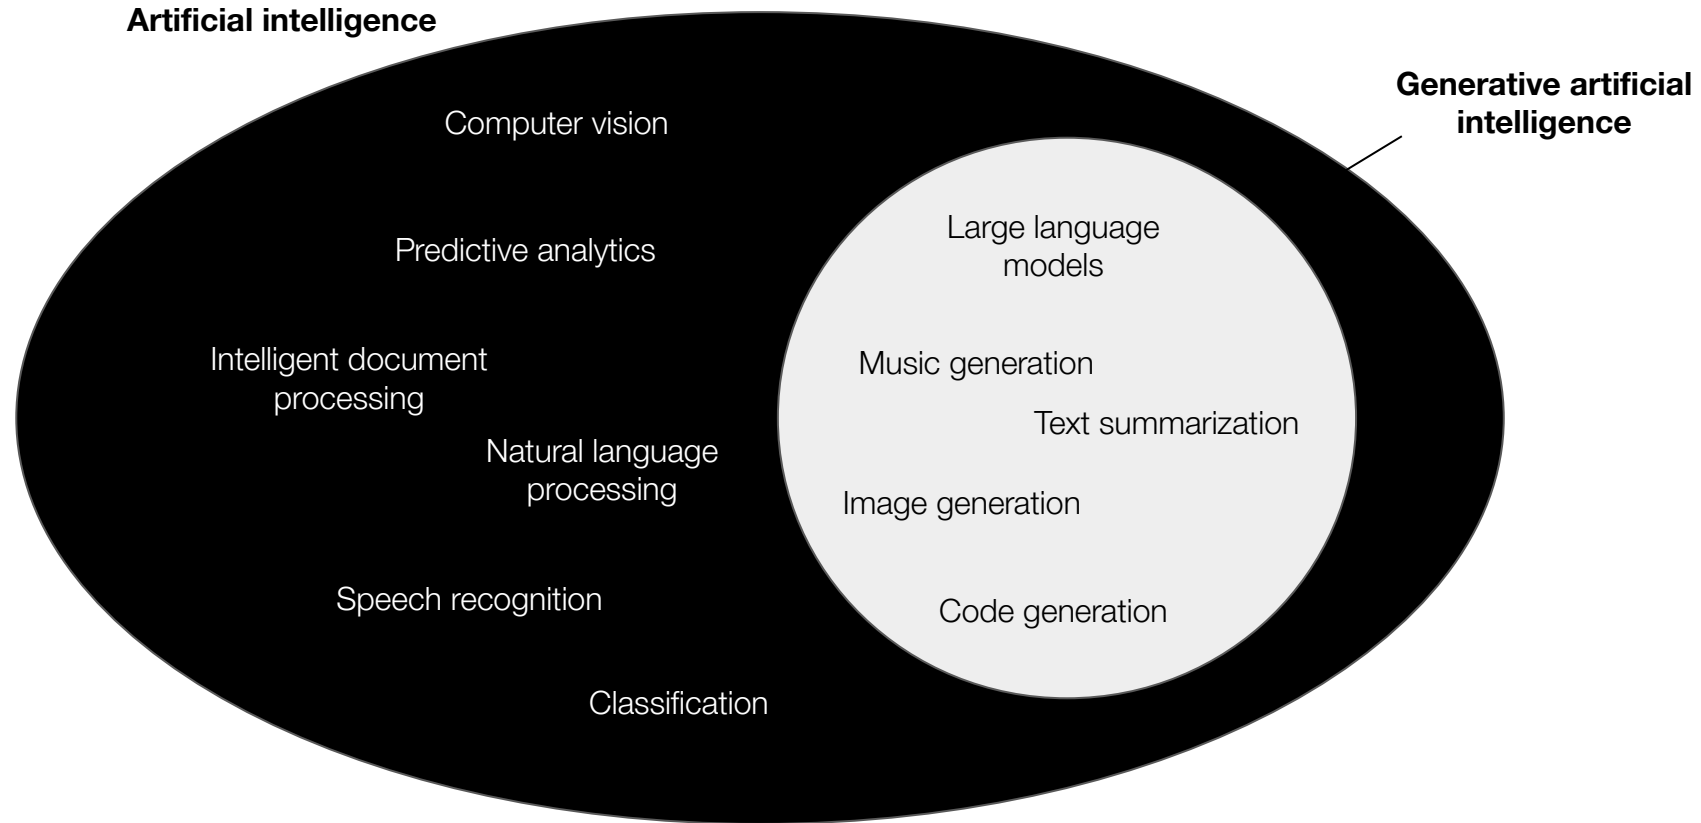 Artificial intelligence
Generative artificial
intelligence
Computer vision
Predictive analytics
Intelligent document
processing
Natural language
processing
Speech recognition
Classification
Large language
models
Music generation
Text summarization
Image generation
Code generation